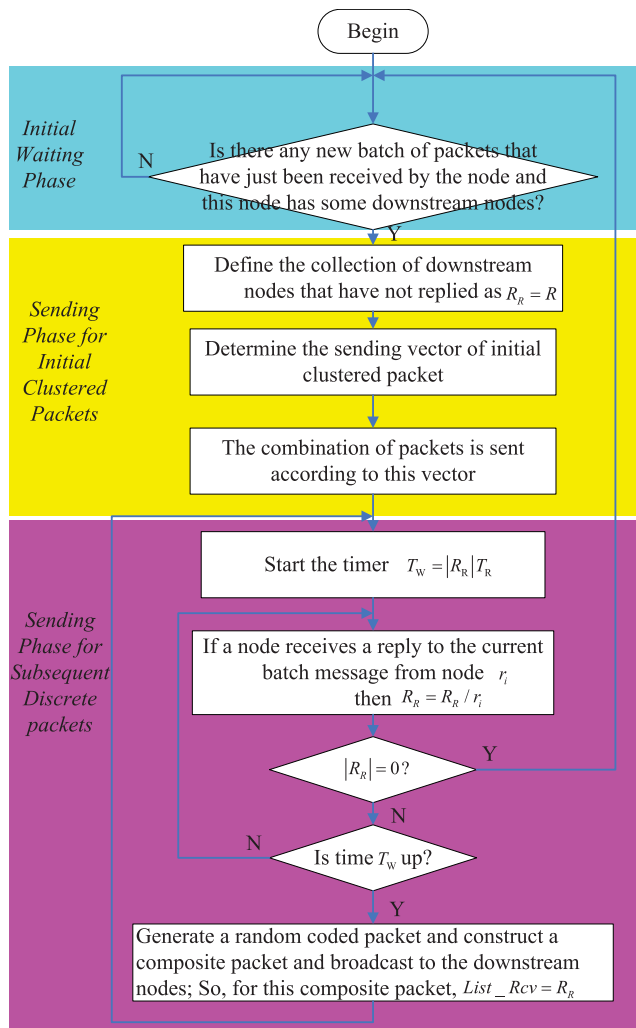 Begin
Initial
Waiting
Phase
N
Is there any new batch of packets that
have just been received by the node and
this node has some downstream nodes?
Y
Sending
Phase for
Initial
Clustered
Packets
Define the collection of downstream
nodes that have not replied as R_R = R
Determine the sending vector of initial
clustered packet
The combination of packets is sent
according to this vector
Sending
Phase for
Subsequent
Discrete
packets
Start the timer T_W = |R_R| T_R
If a node receives a reply to the current
batch message from node r_i
then R_R = R_R / r_i
|R_R| = 0?
Y
N
Is time T_W up?
N
Y
Generate a random coded packet and construct a
composite packet and broadcast to the downstream
nodes; So, for this composite packet, List _ Rcv = R_R